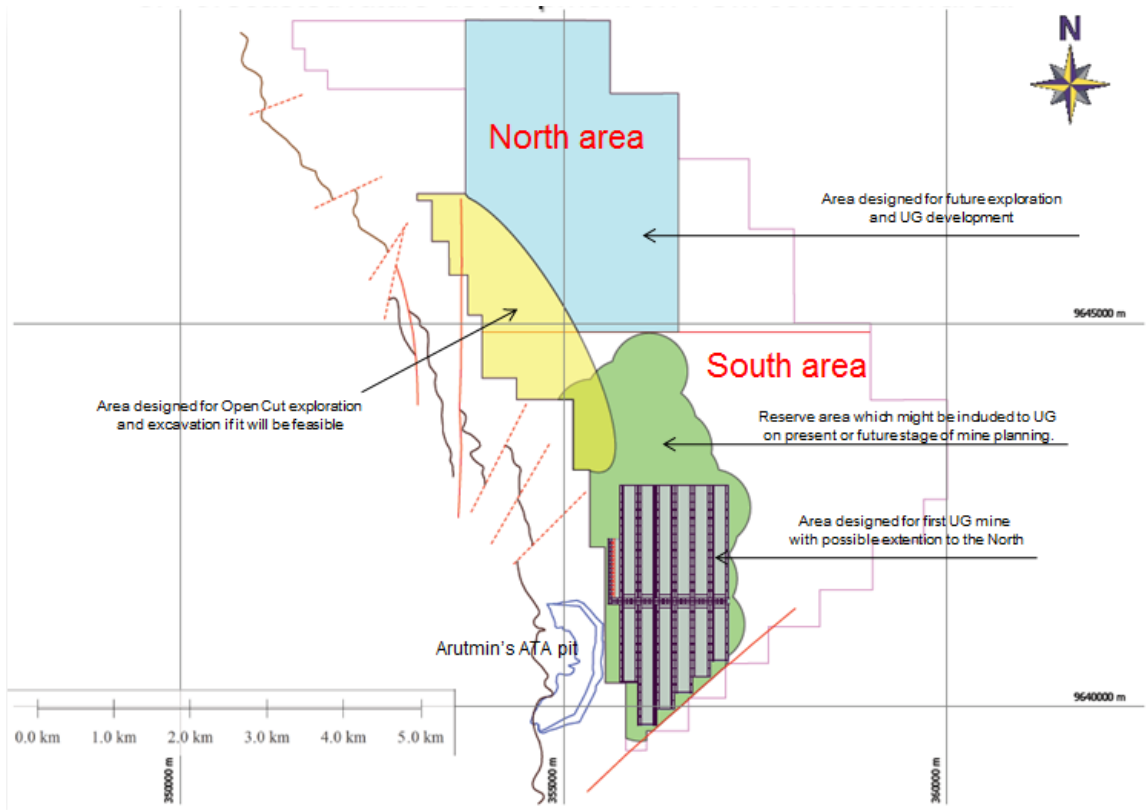 N
North area
Area designed for future exploration
and UG development
9645000 m
South area
Area designed for Open Cut exploration
and excavation if it will be feasible
Reserve area which might be included to UG
on present or future stage of mine planning.
Area designed for first UG mine
with possible extention to the North
Arutmin's ATA pit
9640000 m
0.0 km 1.0 km 2.0 km 3.0 km 4.0 km 5.0 km
350000 m
355000 m
360000 m